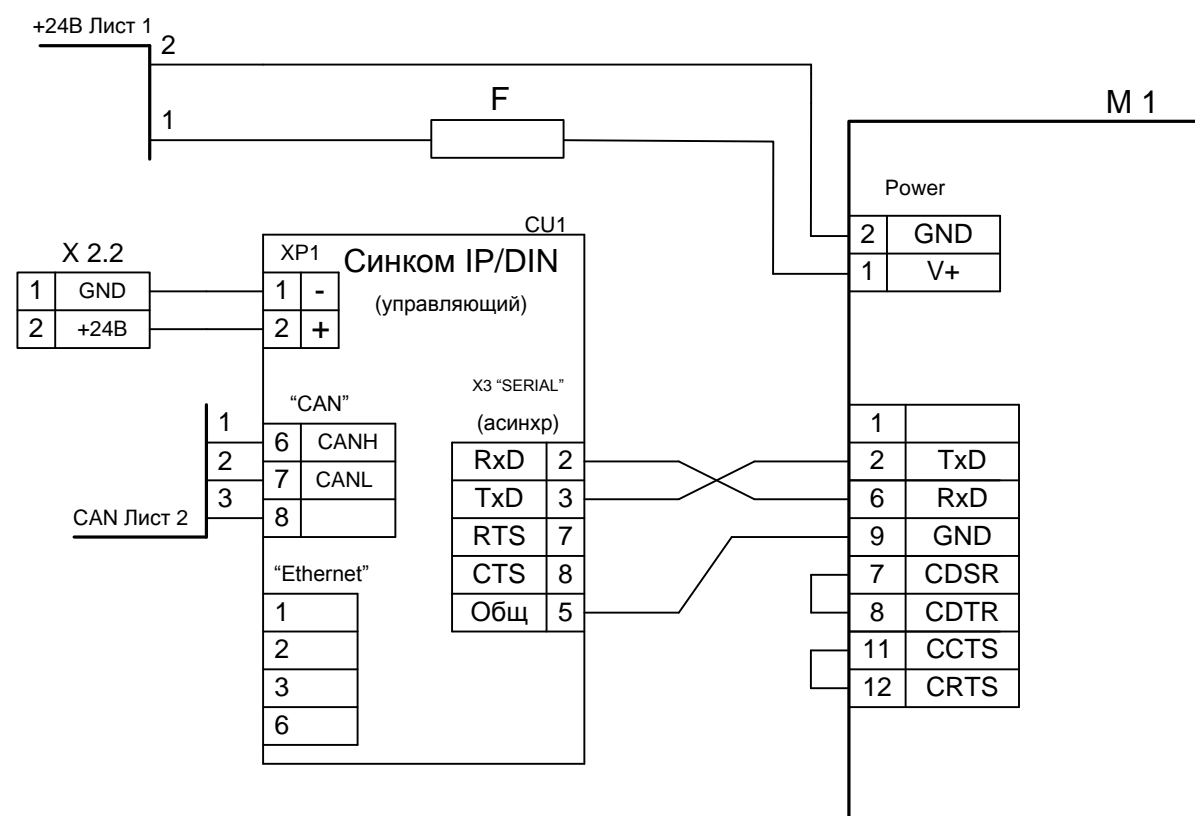 +24В Лист 1
2
1
F
M 1
Power
2 GND
1 V+
CU1
X 2.2
1 GND
2 +24В
XP1
1 -
2 +
Синком IP/DIN
(управляющий)
“CAN”
1
2
3
6 CANH
7 CANL
8
CAN Лист 2
X3 “SERIAL”
(асинхр)
RxD 2
TxD 3
RTS 7
CTS 8
Общ 5
“Ethernet”
1
2
3
6
1
2 TxD
6 RxD
9 GND
7 CDSR
8 CDTR
11 CCTS
12 CRTS